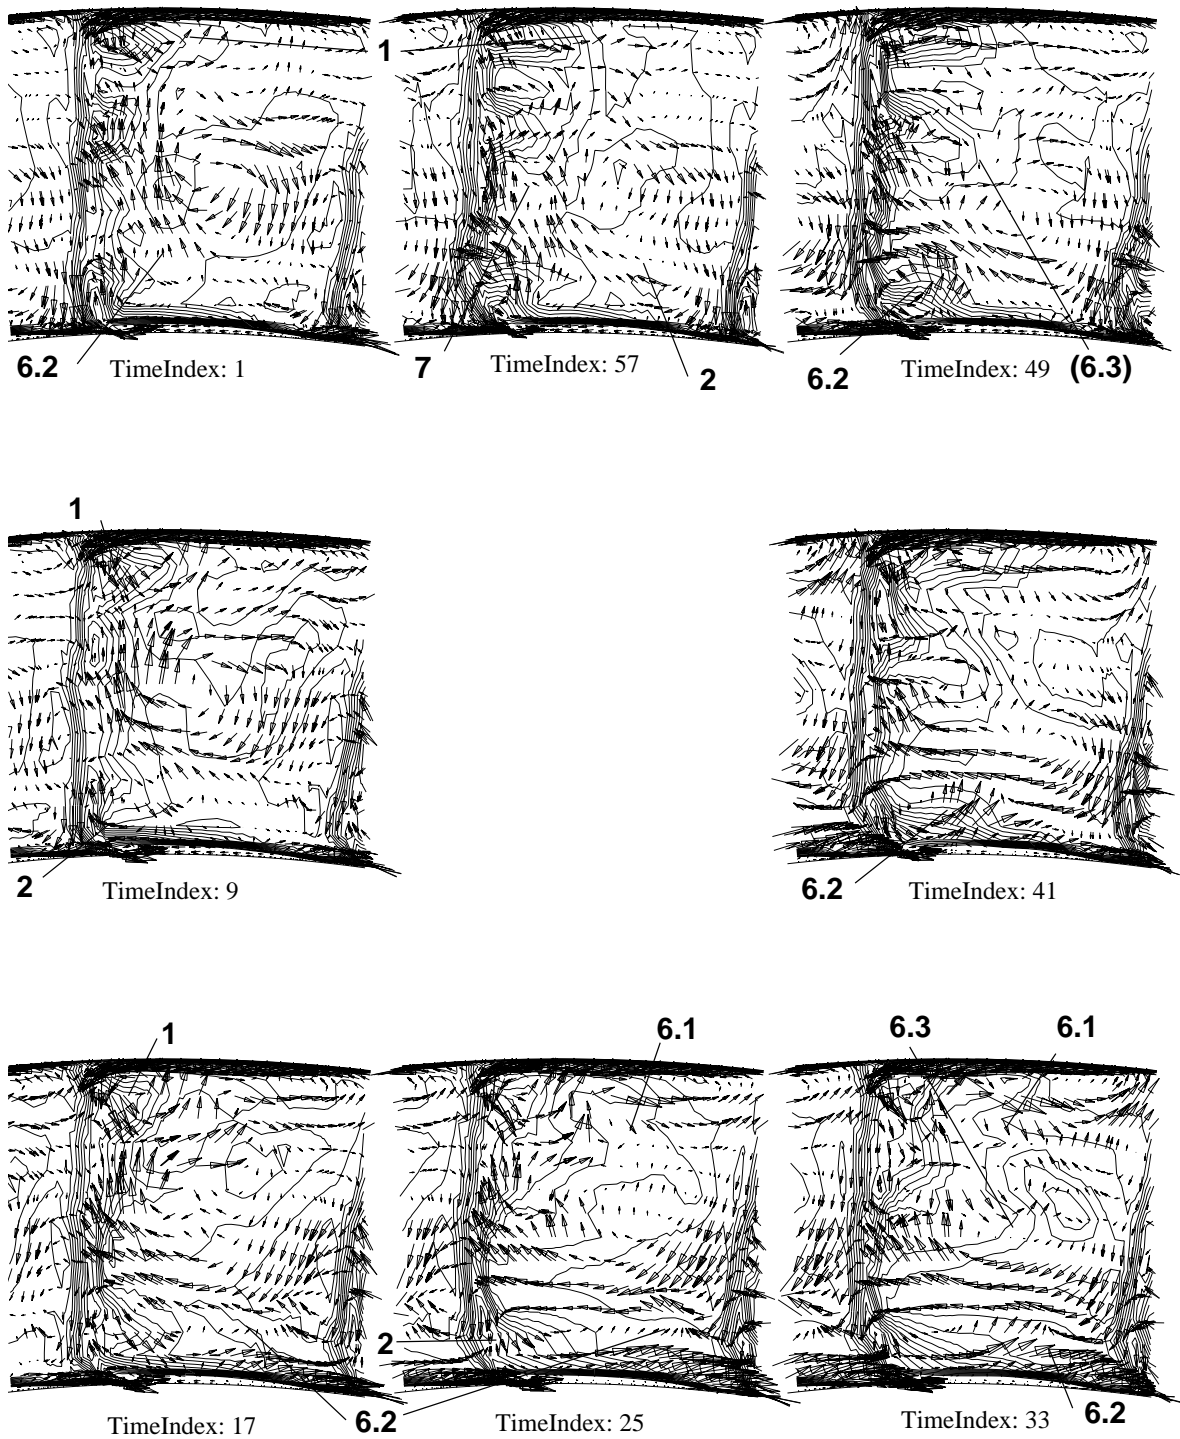 1
6.2 TimeIndex: 1
7 TimeIndex: 57 2
6.2 TimeIndex: 49 (6.3)
1
2 TimeIndex: 9
6.2 TimeIndex: 41
1
6.1
6.3 6.1
2
TimeIndex: 17 6.2 TimeIndex: 25
TimeIndex: 33 6.2